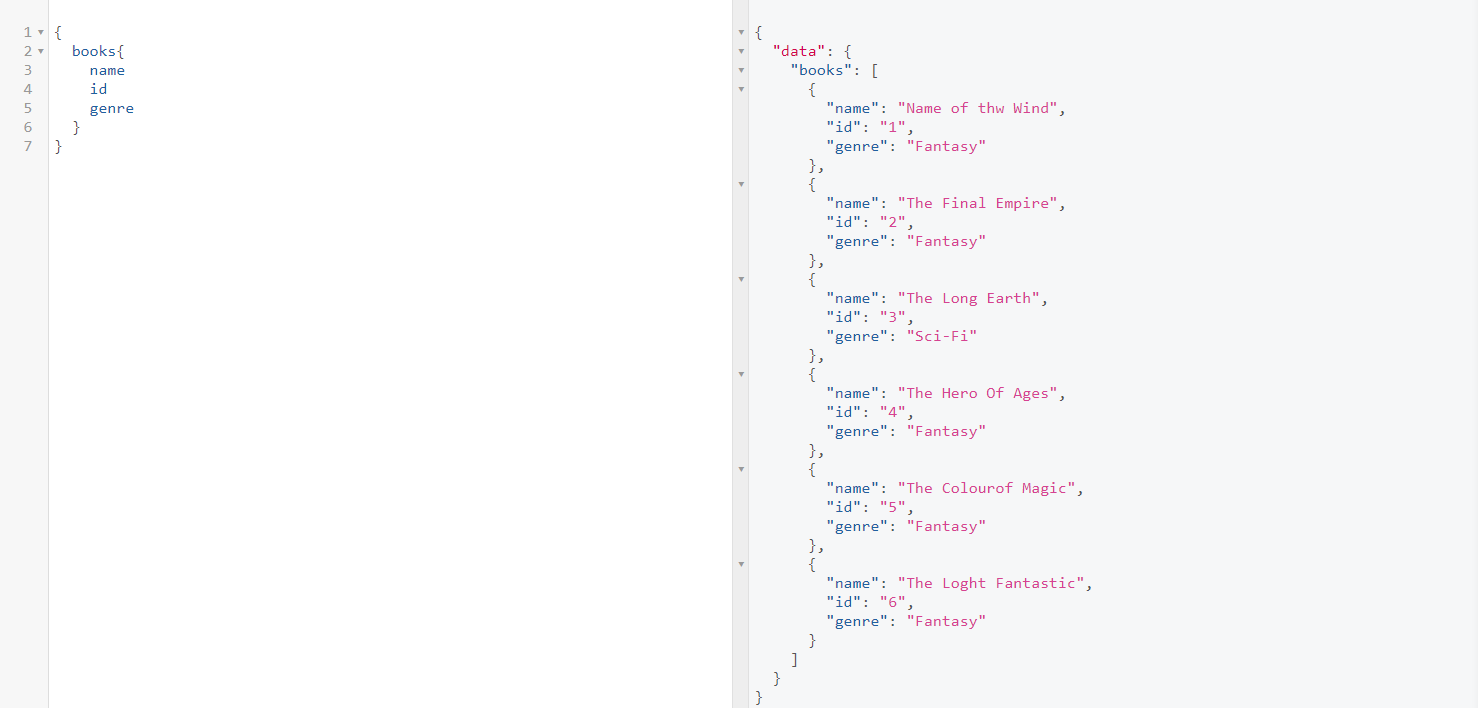 1 {
2 books{
3 name
4 id
5 genre
6 }
7 }
{
"data": {
"books": [
{
"name": "Name of thw Wind",
"id": "1",
"genre": "Fantasy"
},
{
"name": "The Final Empire",
"id": "2",
"genre": "Fantasy"
},
{
"name": "The Long Earth",
"id": "3",
"genre": "Sci-Fi"
},
{
"name": "The Hero Of Ages",
"id": "4",
"genre": "Fantasy"
},
{
"name": "The Colourof Magic",
"id": "5",
"genre": "Fantasy"
},
{
"name": "The Loght Fantastic",
"id": "6",
"genre": "Fantasy"
}
]
}
}